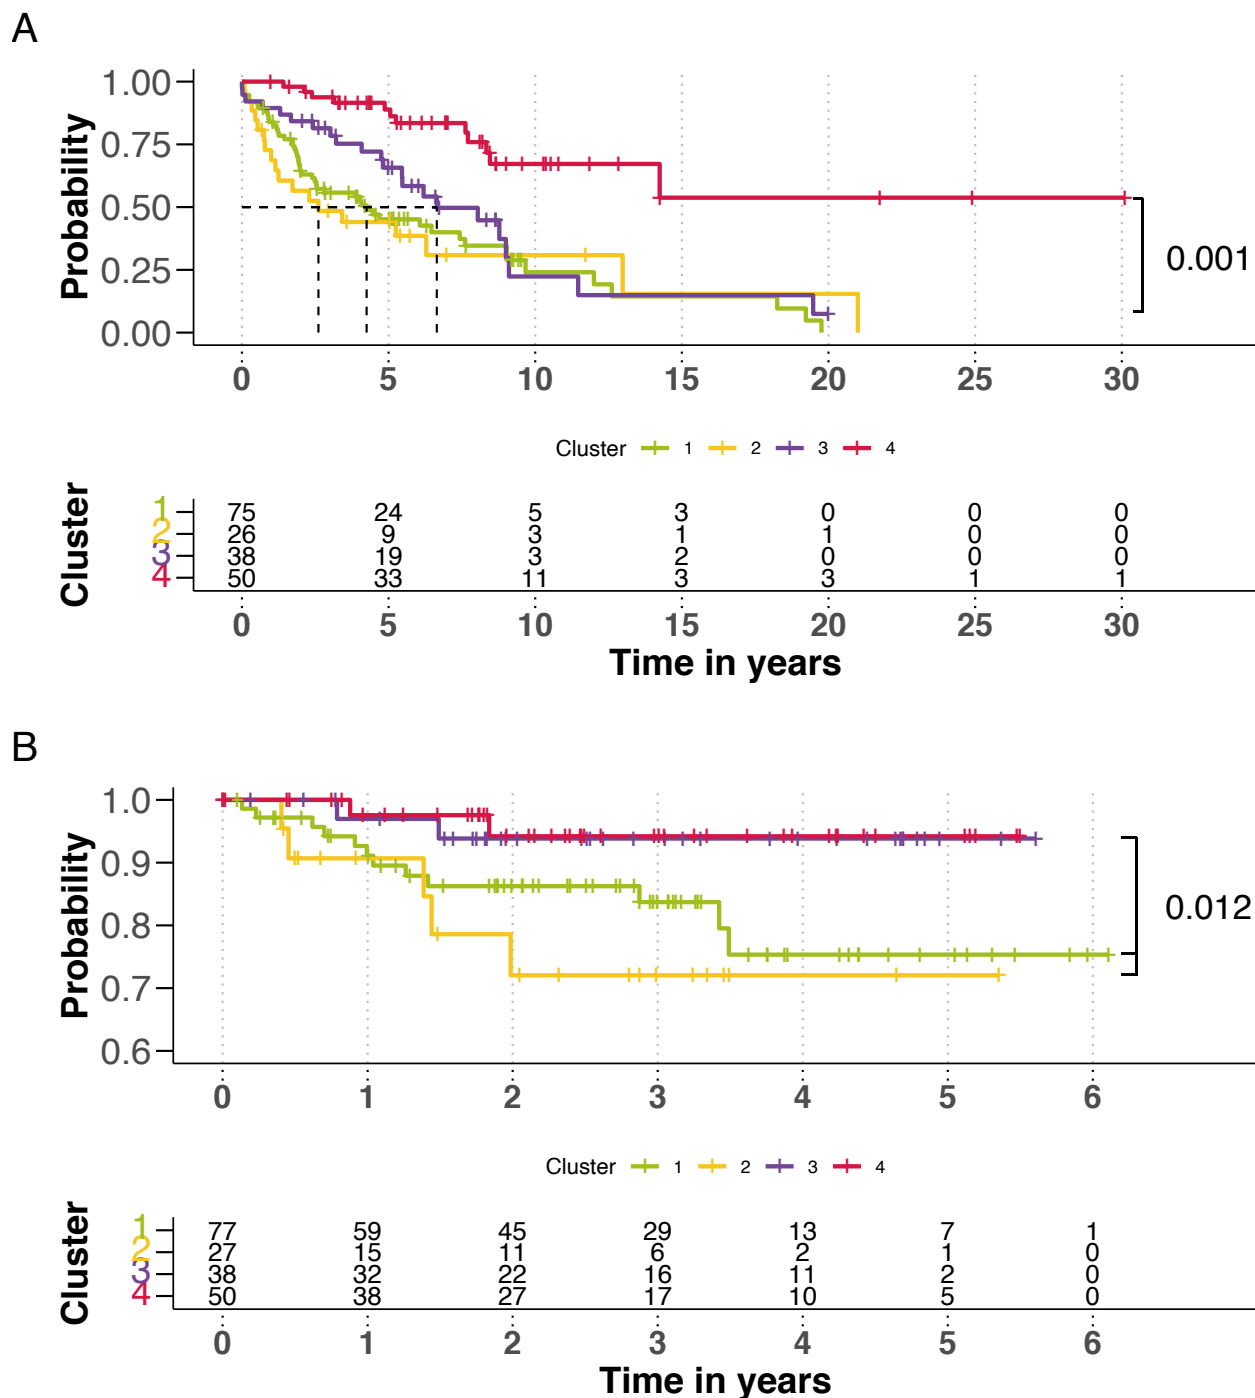 A
Probability
1.00
0.75
0.50
0.25
0.00
0.001
0 5 10 15 20 25 30
Cluster 1 2 3 4
Cluster
1 75 24 5 3 0 0 0
2 26 9 3 1 1 0 0
3 38 19 3 2 0 0 0
4 50 33 11 3 3 1 1
0 5 10 15 20 25 30
Time in years
B
Probability
1.0
0.9
0.8
0.7
0.6
0.012
0 1 2 3 4 5 6
Cluster 1 2 3 4
Cluster
1 77 59 45 29 13 7 1
2 27 15 11 6 2 1 0
3 38 32 22 16 11 2 0
4 50 38 27 17 10 5 0
0 1 2 3 4 5 6
Time in years